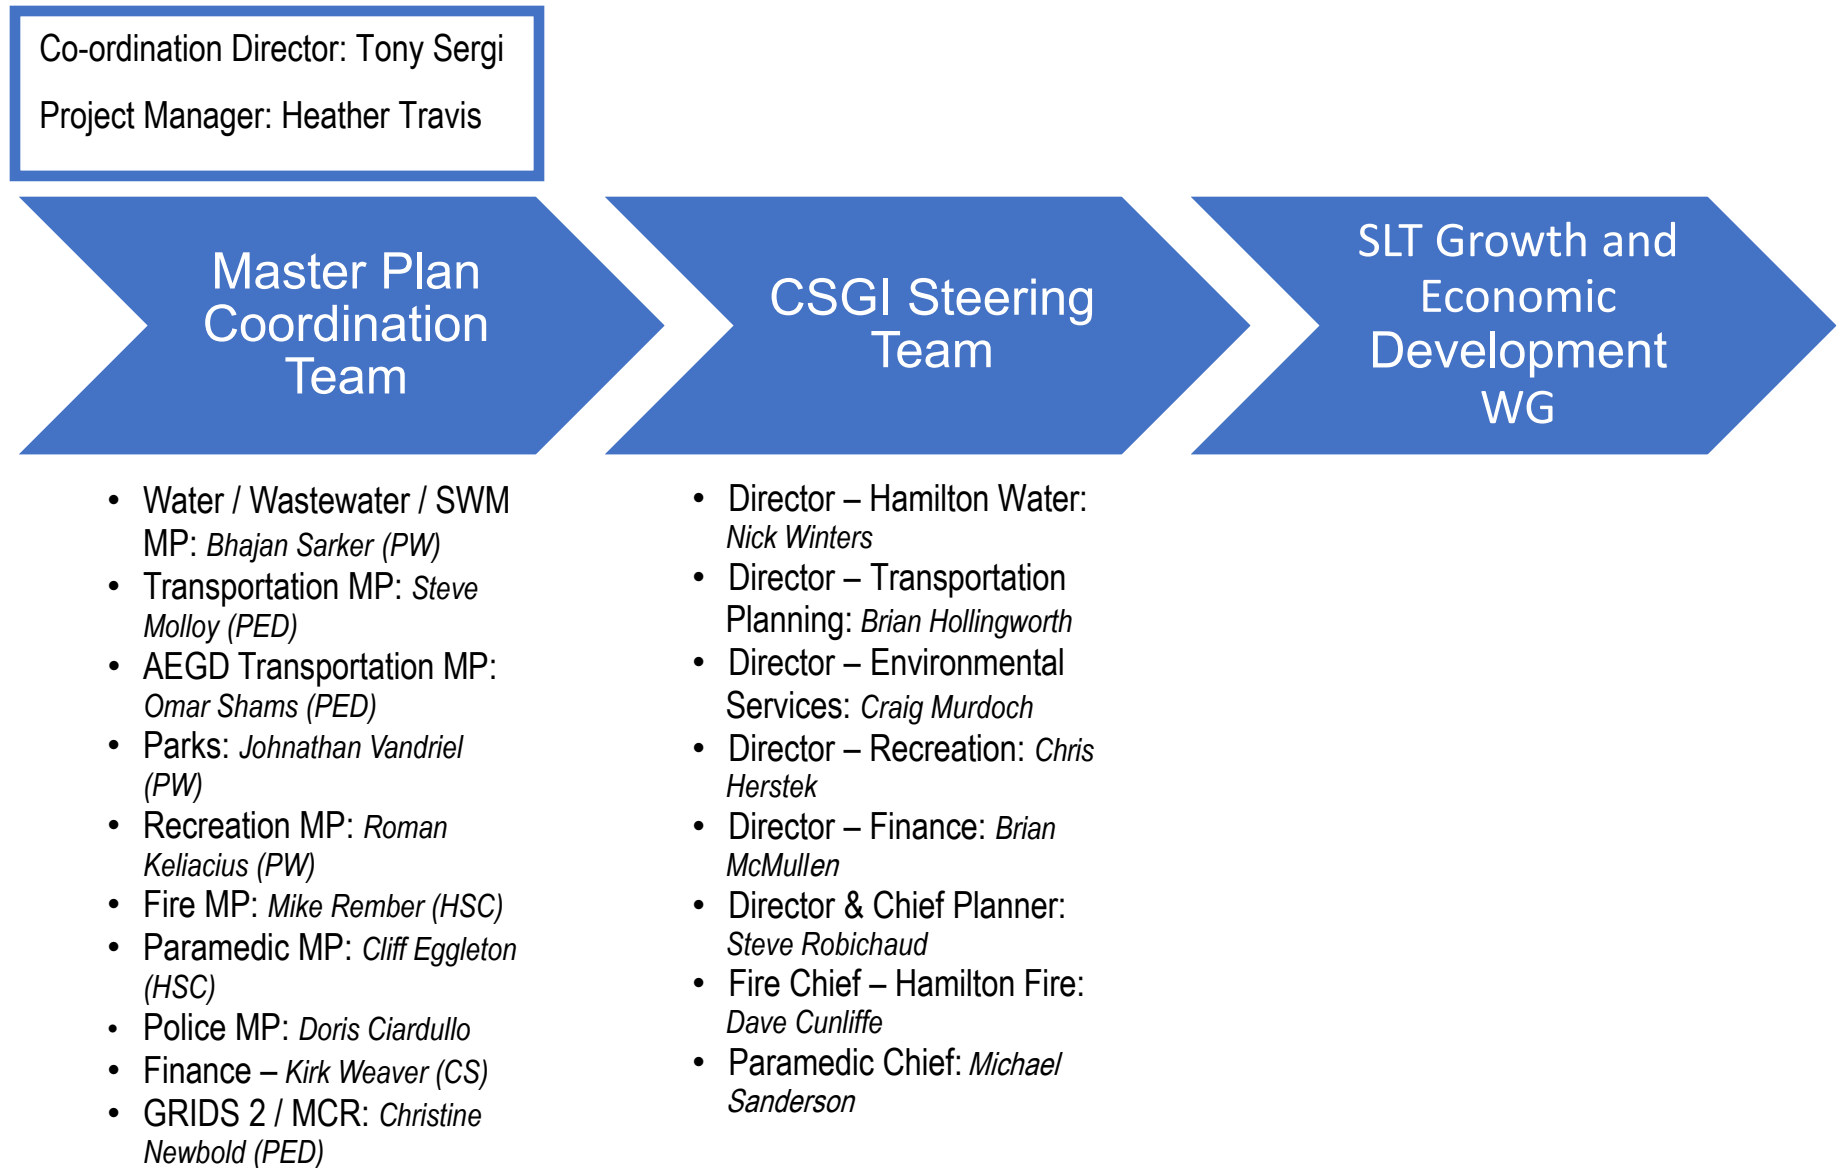 Co-ordination Director: Tony Sergi
Project Manager: Heather Travis
Master Plan
Coordination
Team
CSGI Steering
Team
SLT Growth and
Economic
Development
WG
• Water / Wastewater / SWM
MP: Bhajan Sarker (PW)
• Transportation MP: Steve
Molloy (PED)
• AEGD Transportation MP:
Omar Shams (PED)
• Parks: Johnathan Vandriel
(PW)
• Recreation MP: Roman
Keliacius (PW)
• Fire MP: Mike Rember (HSC)
• Paramedic MP: Cliff Eggleton
(HSC)
• Police MP: Doris Ciardullo
• Finance – Kirk Weaver (CS)
• GRIDS 2 / MCR: Christine
Newbold (PED)
• Director – Hamilton Water:
Nick Winters
• Director – Transportation
Planning: Brian Hollingworth
• Director – Environmental
Services: Craig Murdoch
• Director – Recreation: Chris
Herstek
• Director – Finance: Brian
McMullen
• Director & Chief Planner:
Steve Robichaud
• Fire Chief – Hamilton Fire:
Dave Cunliffe
• Paramedic Chief: Michael
Sanderson